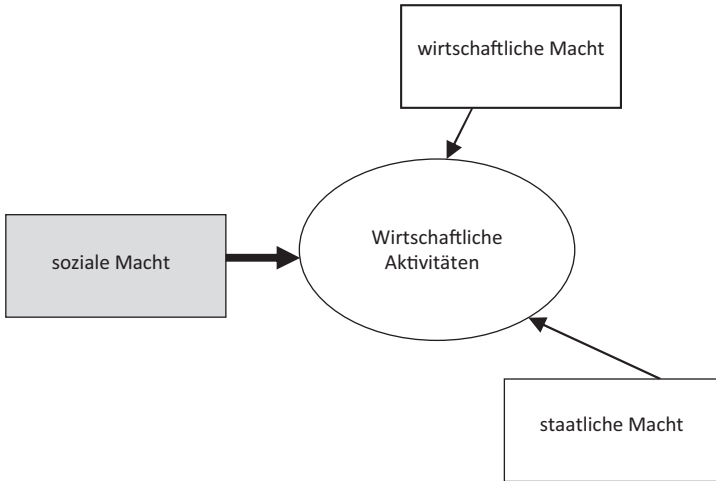 wirtschaftliche Macht
soziale Macht
Wirtschaftliche
Aktivitäten
staatliche Macht